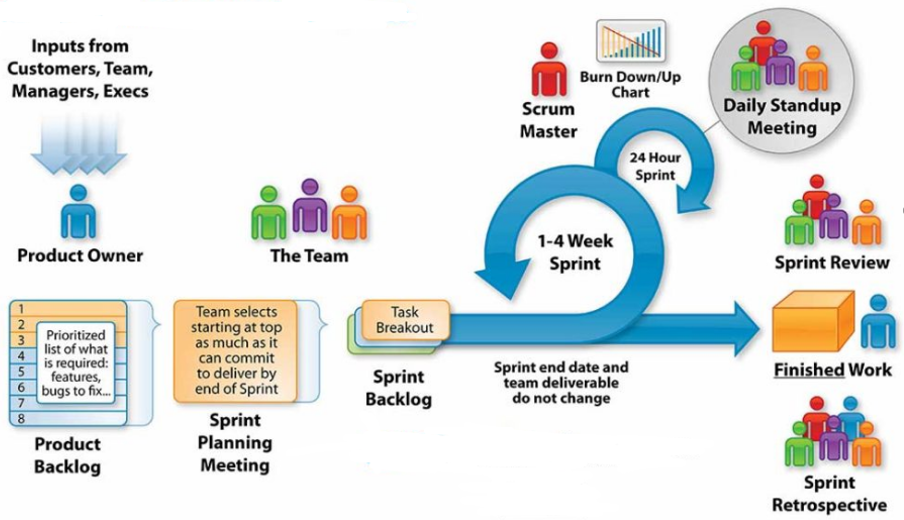 Inputs from
Customers, Team,
Managers, Execs
Product Owner
The Team
Scrum
Master
Burn Down/Up
Chart
Daily Standup
Meeting
24 Hour
Sprint
1-4 Week
Sprint
Sprint Review
1
2
3
4
5
6
7
8
Prioritized
list of what
is required:
features,
bugs to fix...
Product
Backlog
Team selects
starting at top
as much as it
can commit
to deliver by
end of Sprint
Sprint
Planning
Meeting
Task
Breakout
Sprint
Backlog
Sprint end date and
team deliverable
do not change
Finished Work
Sprint
Retrospective